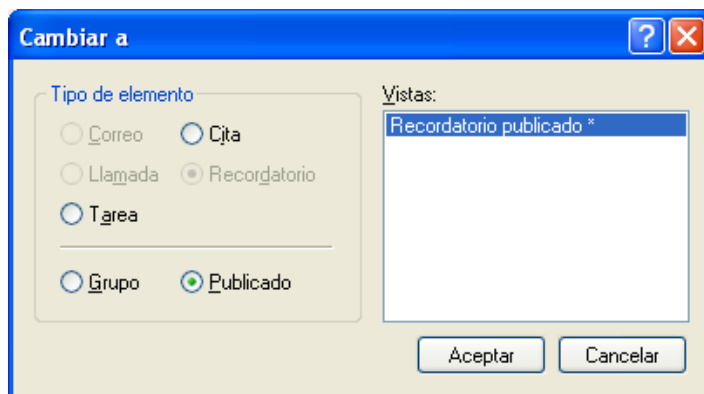 Cambiar a
Tipo de elemento
Correo
Cita
Llamada
Recordatorio
Tarea
Grupo
Publicado
Vistas:
Recordatorio publicado *
Aceptar
Cancelar